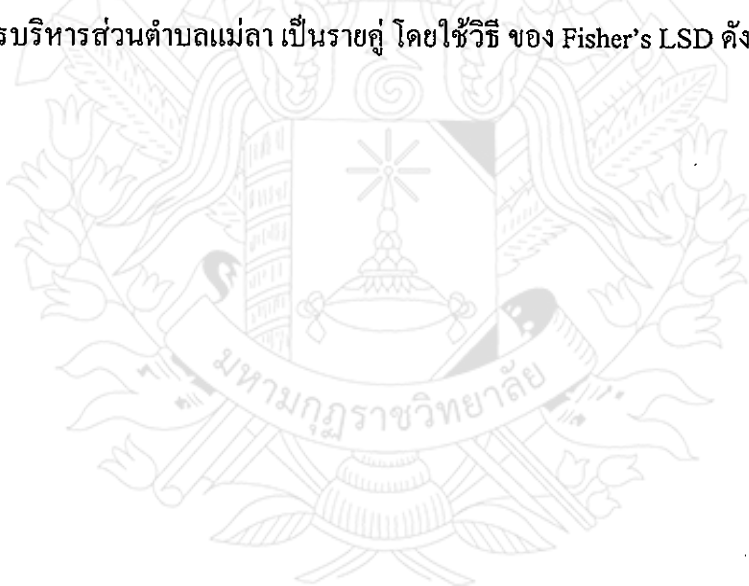 รบริหารส่วนตำบลแม่ลา เป็นรายคู่ โดยใช้วิธี ของ Fisher's LSD ดัง
มหามกุฏราชวิทยาลัย